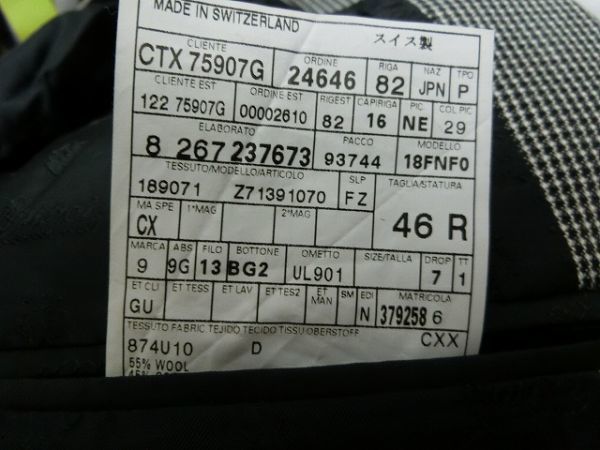 MADE IN SWITZERLAND スイス製
CLIENTE ORDINE RIGA NAZ TPO
CTX 75907G 24646 82 JPN P
CLIENTE EST ORDINE EST RIGEST CAPIRIGA PIC COL PIC
122 75907G 00002610 82 16 NE 29
ELABORATO PACCO MODELLO
8 267 237673 93744 18FNF0
TESSUTO/MODELLO/ARTICOLO SLP TAGLIA/STATURA
189071 Z71391070 FZ 46 R
MA SPE 1*MAG 2*MAG
CX
MARCA ABS FILO BOTTONE OMETTO SIZE/TALLA DROP TT
9 9G 13 BG2 UL901 7 1
ET CLI ET TESS ET LAV ET TES2 ET MAN SM EDI MATRICOLA
GU N 379258 6
TESSUTO FABRIC TEJIDO TECIDO TISSU OBERSTOFF CXX
874U10 D
55% WOOL